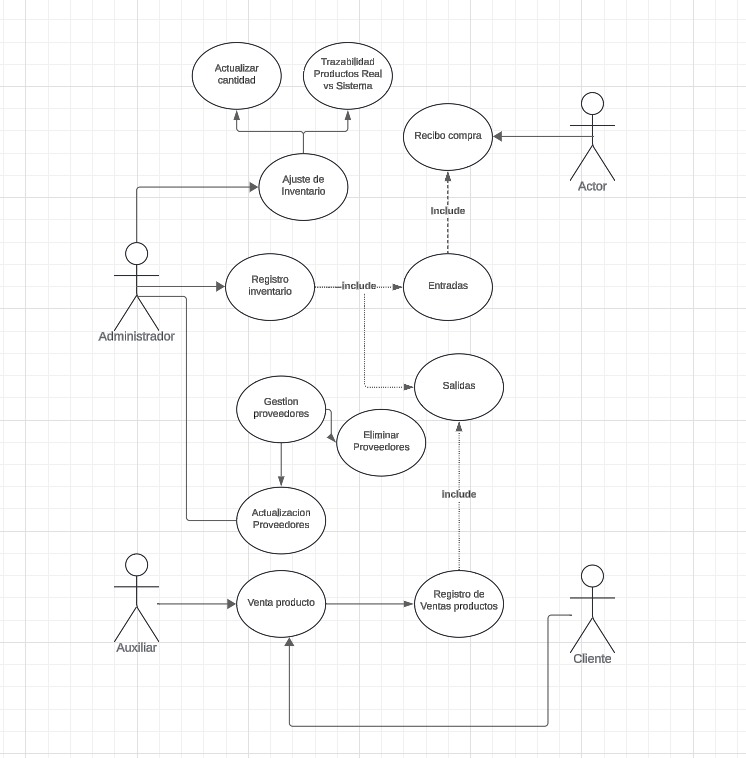 Actualizar
cantidad
Trazabilidad
Productos Real
vs Sistema
Recibo compra
Actor
Ajuste de
Inventario
include
Registro
inventario
include
Entradas
Administrador
Salidas
Gestion
proveedores
Eliminar
Proveedores
include
Actualizacion
Proveedores
Venta producto
Registro de
Ventas productos
Auxiliar
Cliente